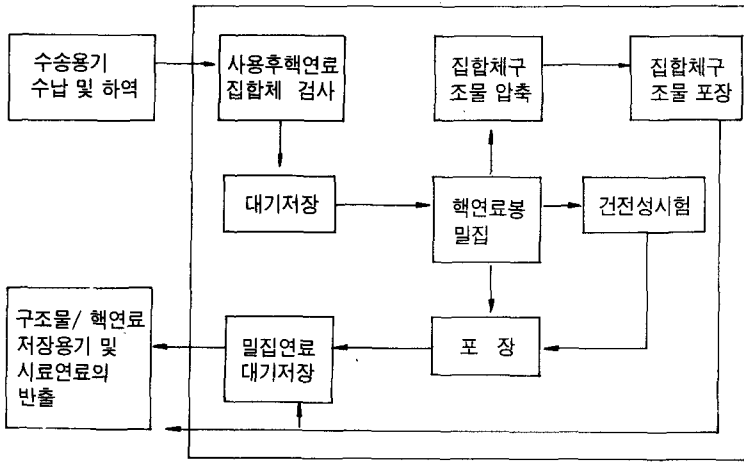 수송용기
수납 및 하역
사용후핵연료
집합체 검사
집합체구
조물 압축
집합체구
조물 포장
대기저장
핵연료봉
밀집
건전성시험
구조물/ 핵연료
저장용기 및
시료연료의
반출
밀집연료
대기저장
포 장